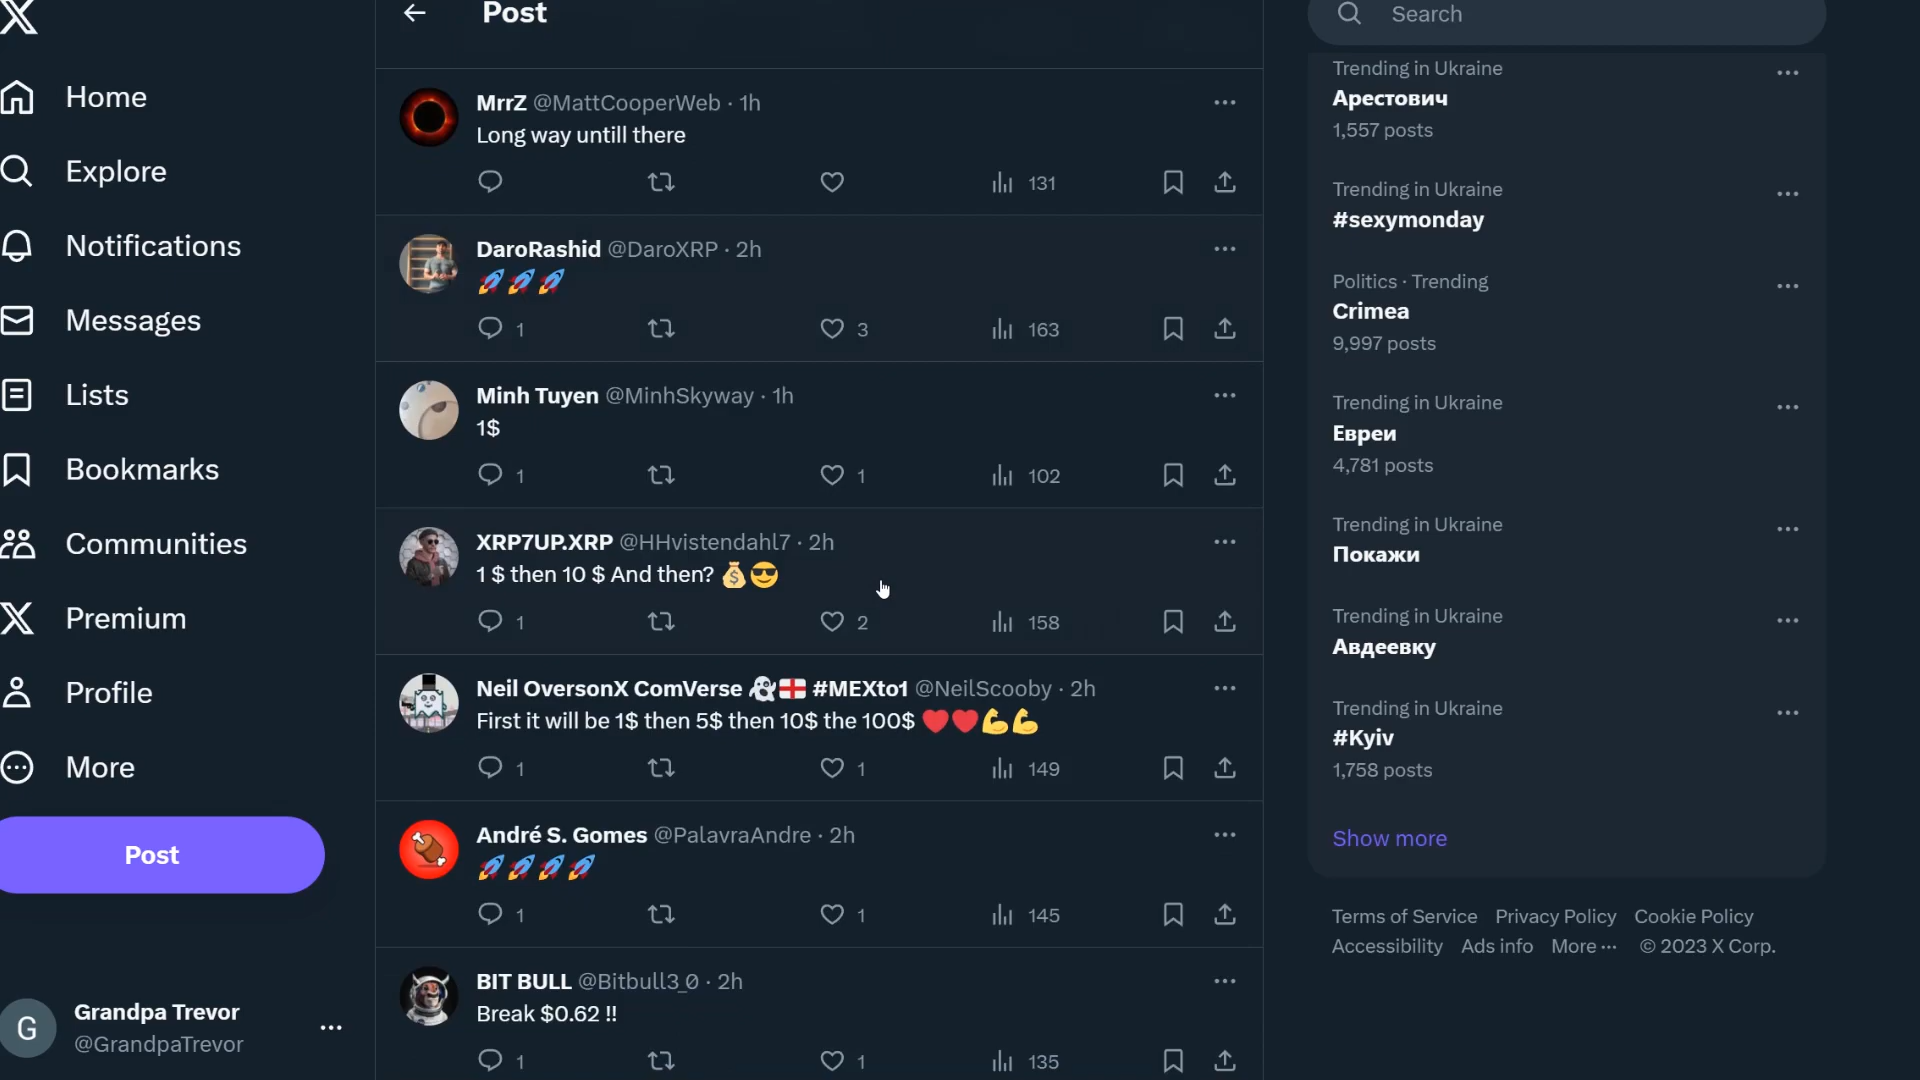 Home
Explore
Notifications
Messages
Lists
Bookmarks
Communities
Premium
Profile
More
Post
G
Grandpa Trevor
@GrandpaTrevor
Post
MrrZ @MattCooperWeb · 1h
Long way untill there
131
DaroRashid @DaroXRP · 2h
🚀🚀🚀
1 3 163
Minh Tuyen @MinhSkyway · 1h
1$
1 1 102
XRP7UP.XRP @HHvistendahl7 · 2h
1 $ then 10 $ And then? 💰😎
1 2 158
Neil OversonX ComVerse 👻🏴󠁧󠁢󠁥󠁮󠁧󠁿 #MEXto1 @NeilScooby · 2h
First it will be 1$ then 5$ then 10$ the 100$ ❤️❤️💪💪
1 1 149
André S. Gomes @PalavraAndre · 2h
🚀🚀🚀🚀
1 1 145
BIT BULL @Bitbull3_0 · 2h
Break $0.62 !!
1 1 135
Search
Trending in Ukraine
Арестович
1,557 posts
Trending in Ukraine
#sexymonday
Politics · Trending
Crimea
9,997 posts
Trending in Ukraine
Евреи
4,781 posts
Trending in Ukraine
Покажи
Trending in Ukraine
Авдеевку
Trending in Ukraine
#Kyiv
1,758 posts
Show more
Terms of Service Privacy Policy Cookie Policy
Accessibility Ads info More ··· © 2023 X Corp.